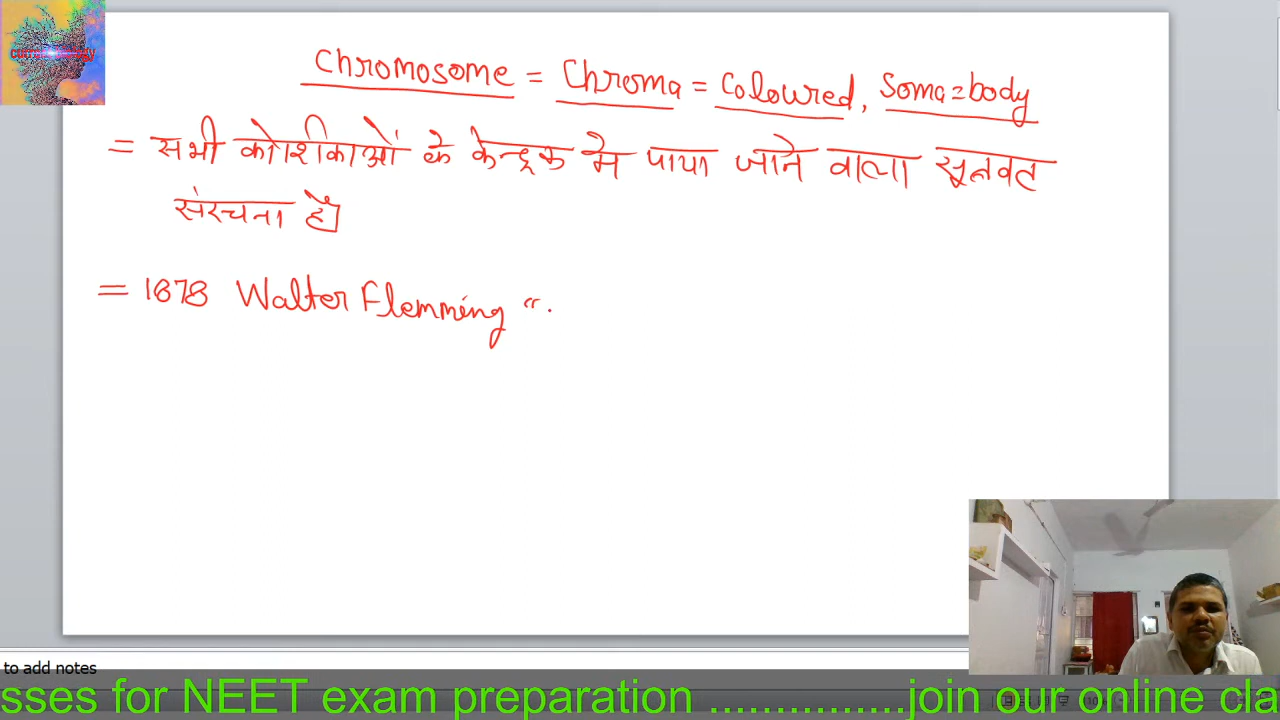 Chromosome = Chroma = Coloured, Soma = body
= सभी कोशीकाओं के केन्द्रक मे पाया जाने वाला सूत्रवत
संरचना है।
= 1878 Walter Flemming “.
to add notes
sses for NEET exam preparation ...............join our online cla